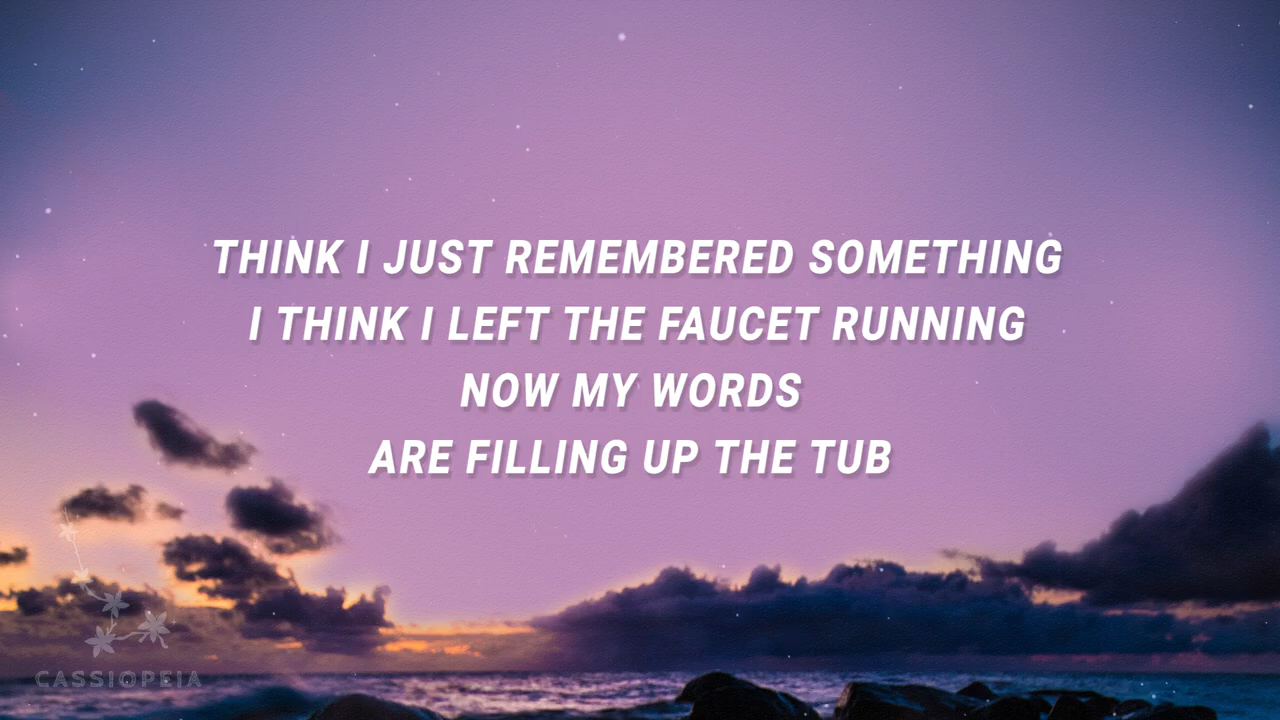 THINK I JUST REMEMBERED SOMETHING
I THINK I LEFT THE FAUCET RUNNING
NOW MY WORDS
ARE FILLING UP THE TUB
CASSIOPEIA